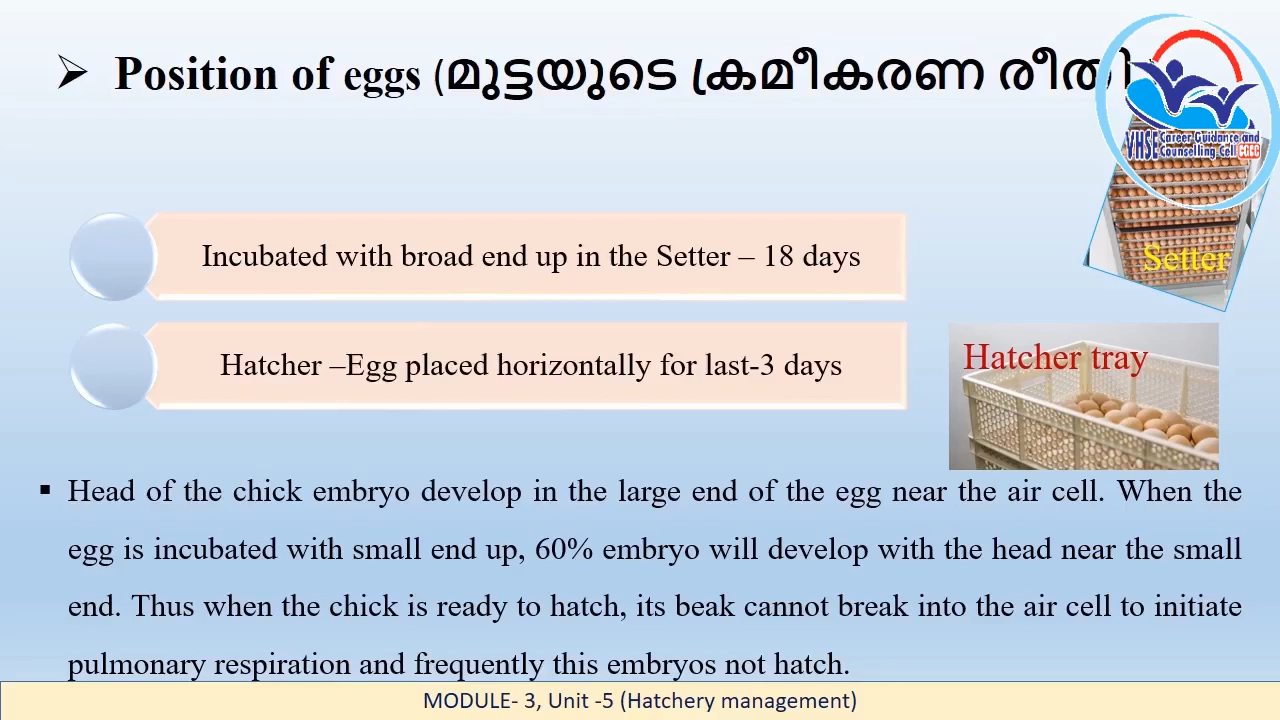 ➢ Position of eggs (മുട്ടയുടെ ക്രമീകരണ രീതി
VHSE Career Guidance and
Counselling Cell CGCC
Setter
Incubated with broad end up in the Setter – 18 days
Hatcher –Egg placed horizontally for last-3 days
Hatcher tray
▪ Head of the chick embryo develop in the large end of the egg near the air cell. When the
egg is incubated with small end up, 60% embryo will develop with the head near the small
end. Thus when the chick is ready to hatch, its beak cannot break into the air cell to initiate
pulmonary respiration and frequently this embryos not hatch.
MODULE- 3, Unit -5 (Hatchery management)